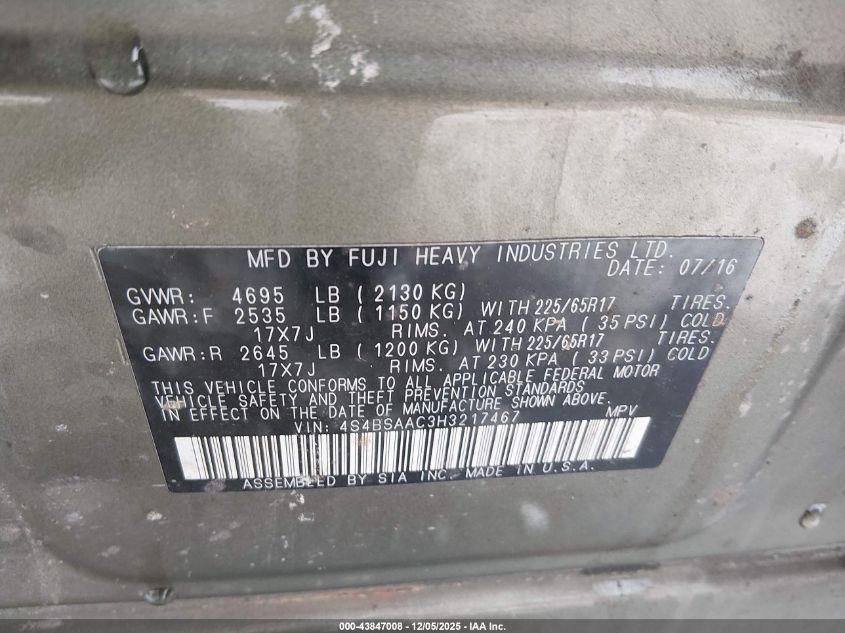 MFD BY FUJI HEAVY INDUSTRIES LTD.
DATE: 07/16
GVWR: 4695 LB ( 2130 KG)
GAWR:F 2535 LB ( 1150 KG) WITH 225/65R17 TIRES.
17X7J RIMS. AT 240 KPA ( 35 PSI) COLD
GAWR:R 2645 LB ( 1200 KG) WITH 225/65R17 TIRES.
17X7J RIMS. AT 230 KPA ( 33 PSI) COLD
THIS VEHICLE CONFORMS TO ALL APPLICABLE FEDERAL MOTOR
VEHICLE SAFETY AND THEFT PREVENTION STANDARDS
IN EFFECT ON THE DATE OF MANUFACTURE SHOWN ABOVE.
VIN: 4S4BSAAC3H3217467 MPV
ASSEMBLED BY SIA INC. MADE IN U.S.A.
000-43847008 - 12/05/2025 - IAA Inc.